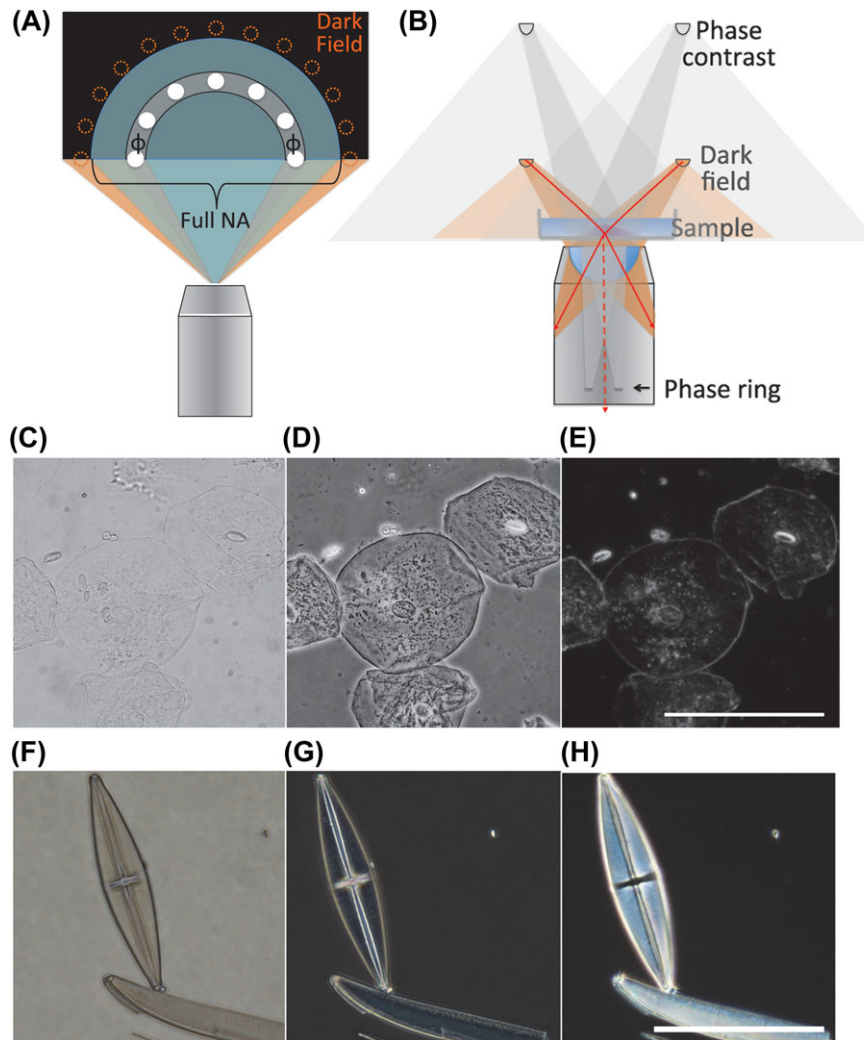 (A)
Dark
Field
ϕ ϕ
Full NA
(B)
Phase
contrast
Dark
field
Sample
Phase ring
(C)
(D)
(E)
(F)
(G)
(H)